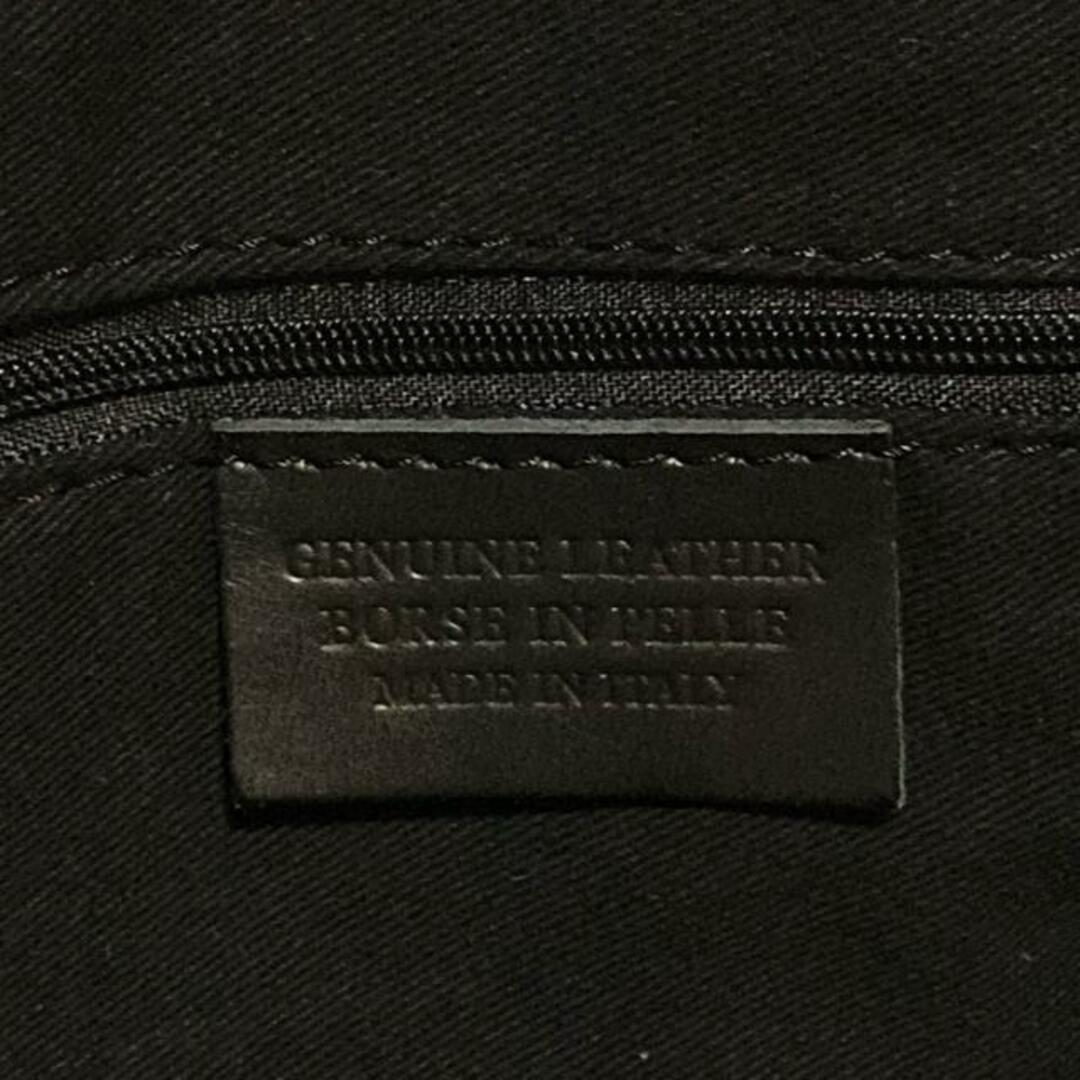 GENUINE LEATHER
BORSE IN PELLE
MADE IN ITALY